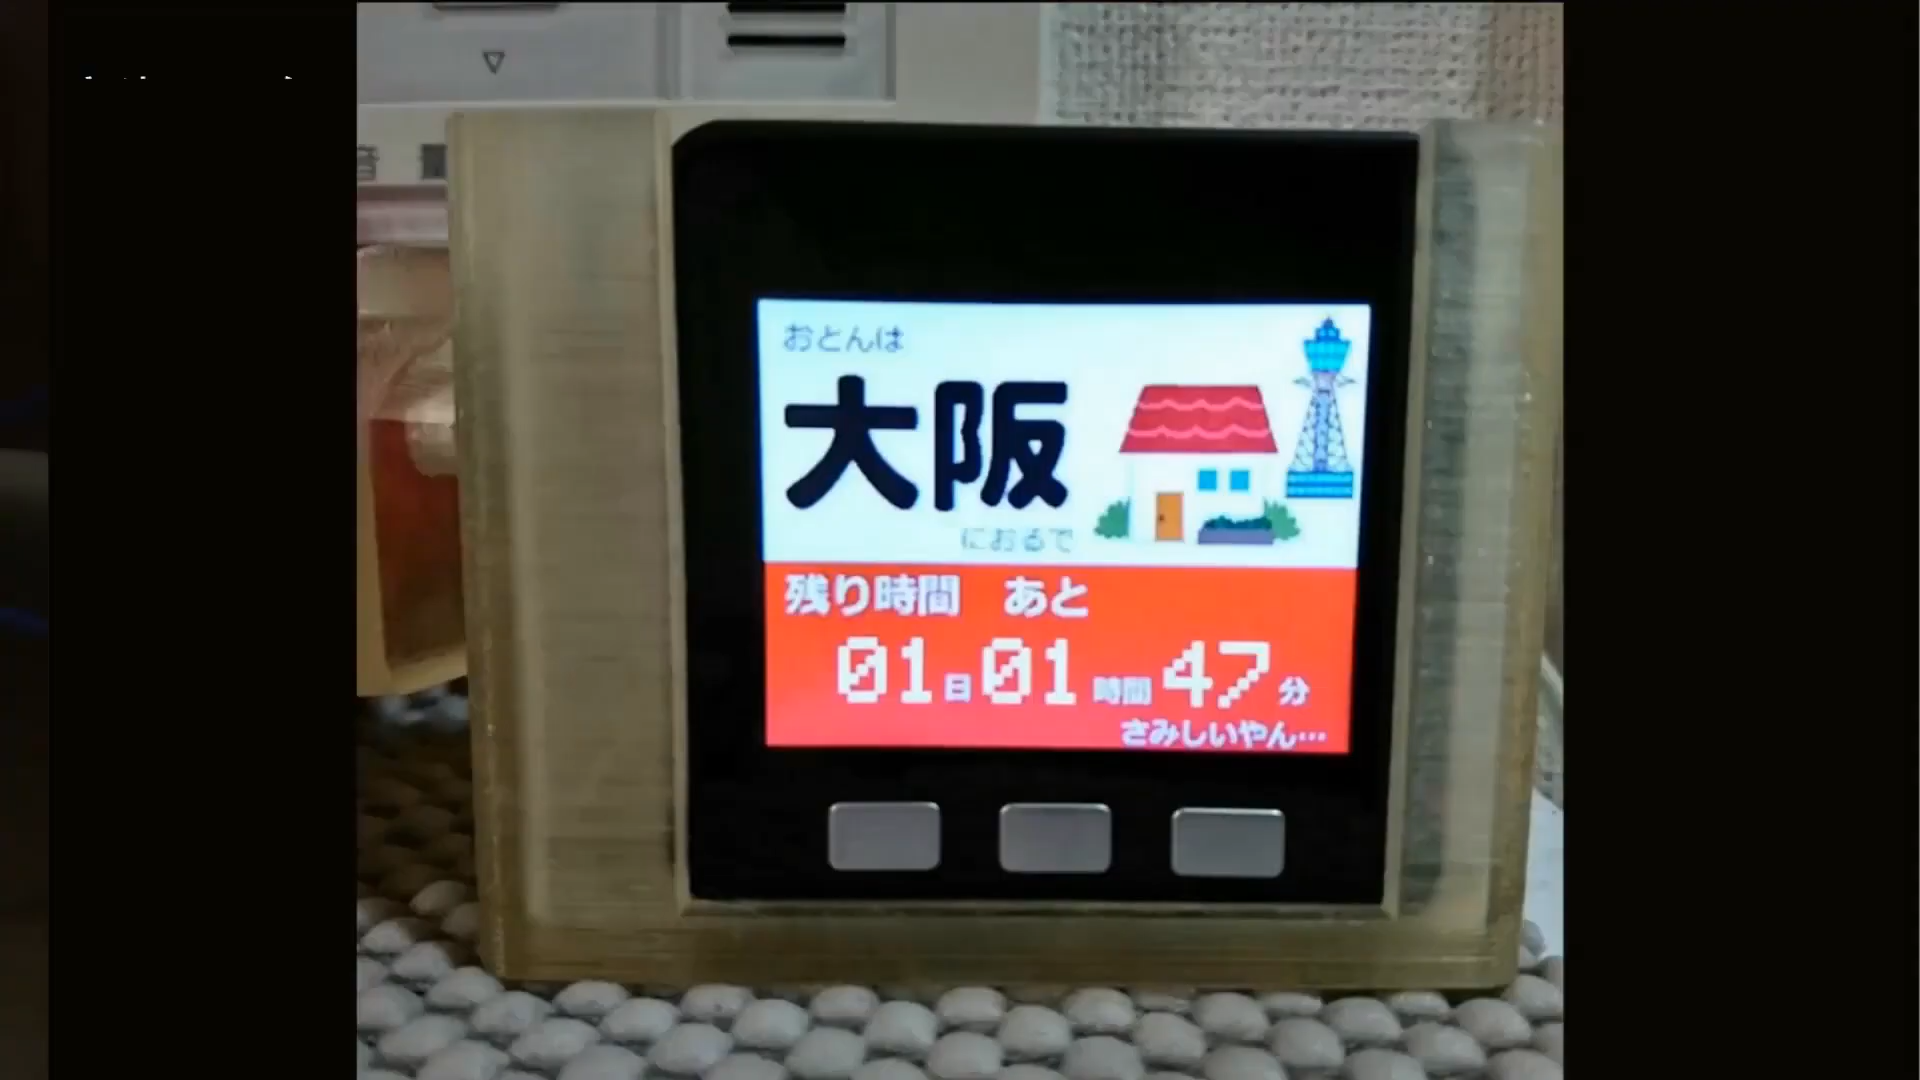 おとんは
大阪
におるで
残り時間　あと
01日01時間47分
さみしいやん…